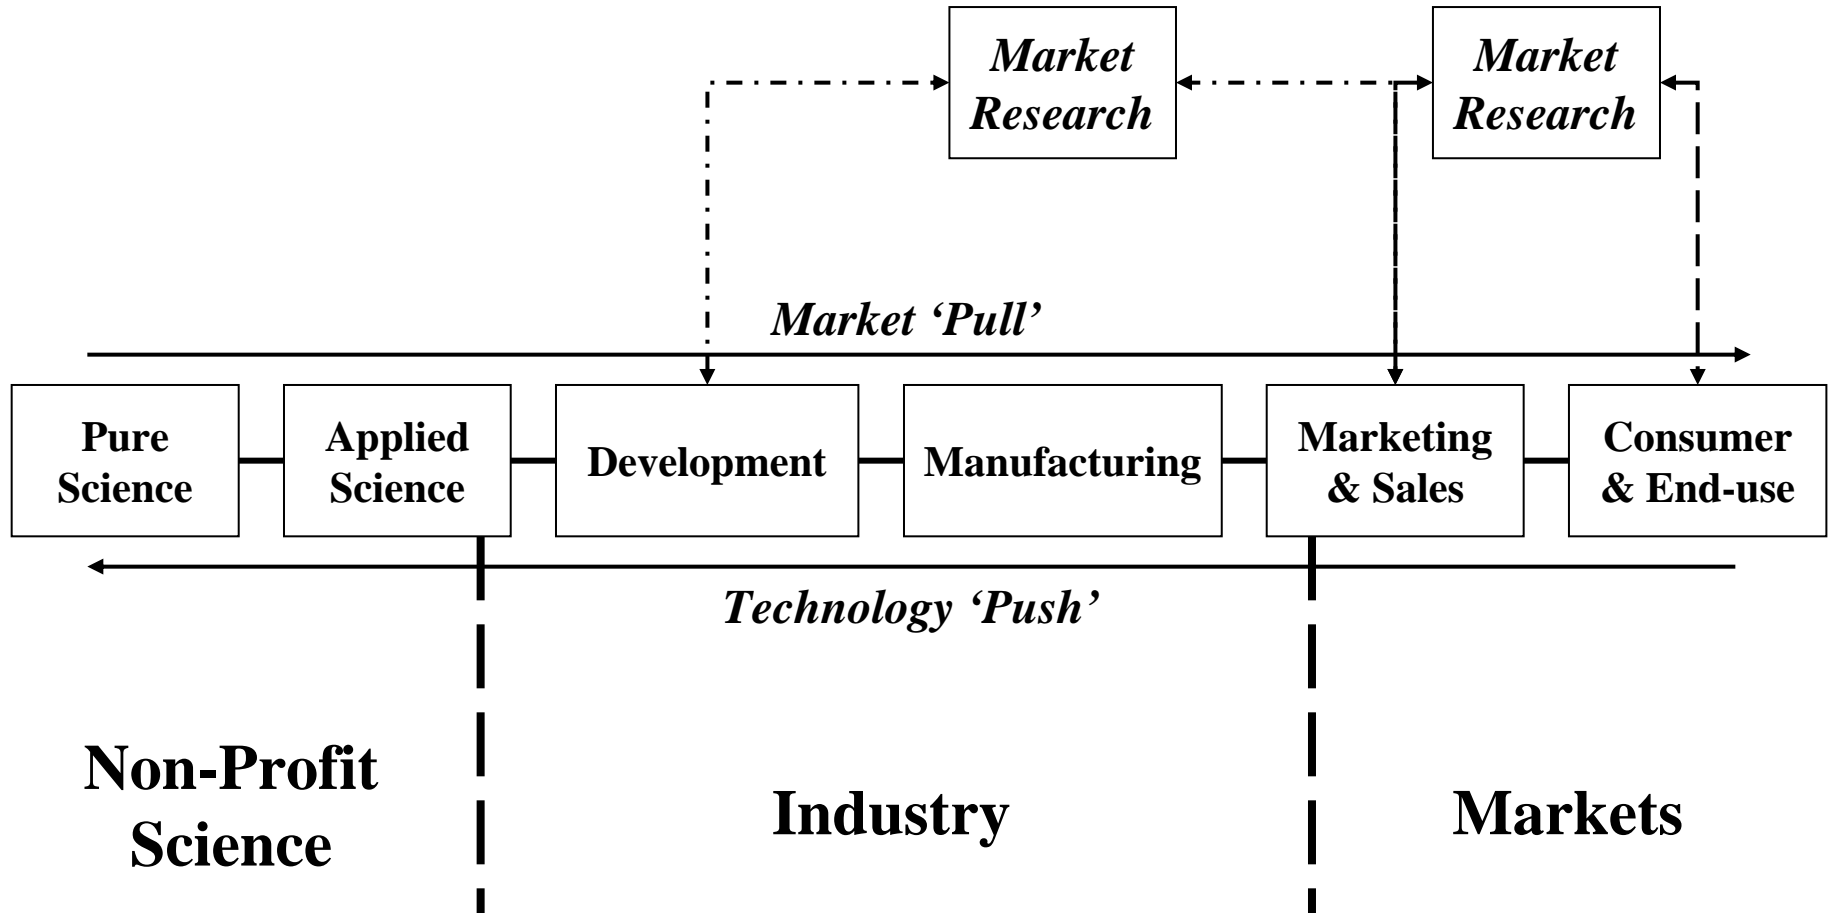 Market
Research
Market
Research
Market ‘Pull’
Pure
Science
Applied
Science
Development
Manufacturing
Marketing
& Sales
Consumer
& End-use
Technology ‘Push’
Non-Profit
Science
Industry
Markets